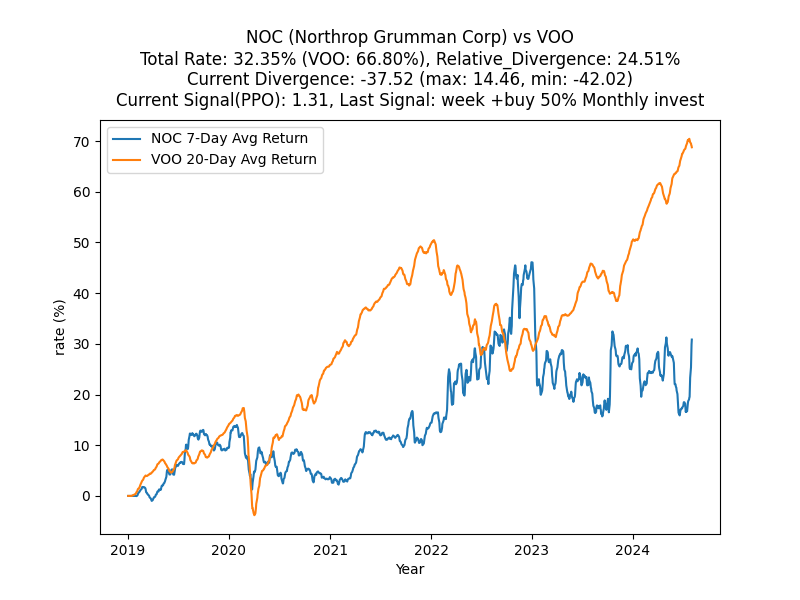 NOC (Northrop Grumman Corp) vs VOO
Total Rate: 32.35% (VOO: 66.80%), Relative_Divergence: 24.51%
Current Divergence: -37.52 (max: 14.46, min: -42.02)
Current Signal(PPO): 1.31, Last Signal: week +buy 50% Monthly invest
NOC 7-Day Avg Return
VOO 20-Day Avg Return
70
60
50
40
30
20
10
0
rate (%)
2019 2020 2021 2022 2023 2024
Year